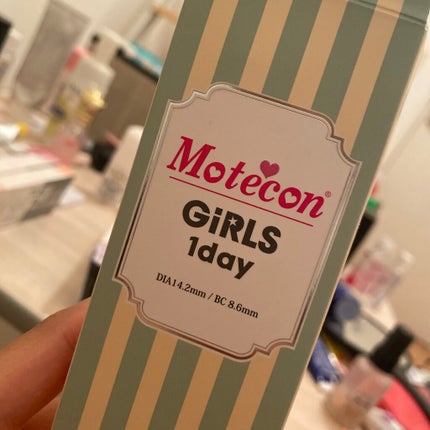 Motecon®
GiRLS
1day
DIA14.2mm / BC 8.6mm